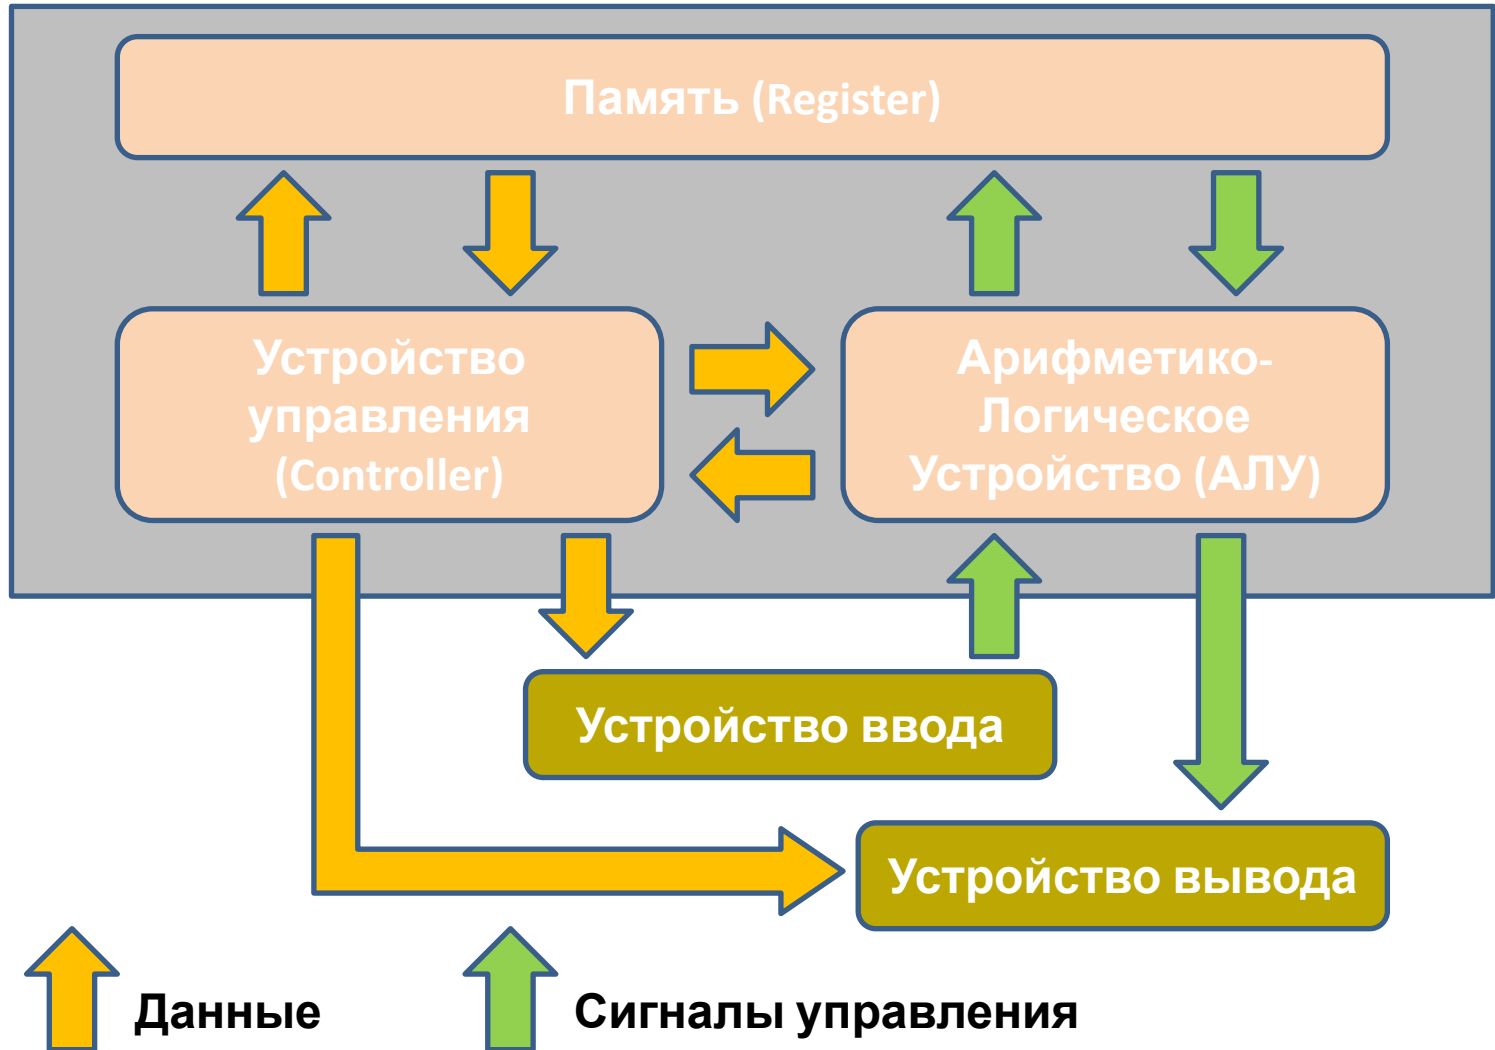 Память (Register)
Устройство
управления
(Controller)
Арифметико-
Логическое
Устройство (АЛУ)
Устройство ввода
Устройство вывода
Данные
Сигналы управления